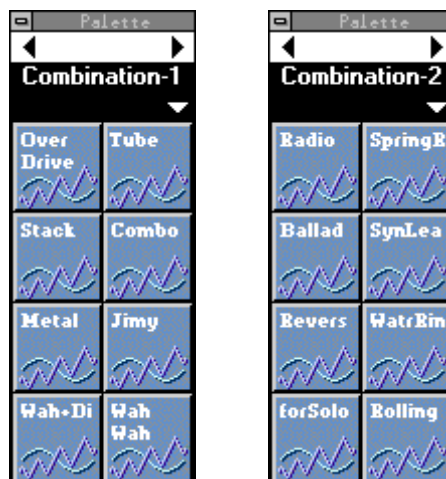 Palette
Combination-1
Over Drive
Tube
Stack
Combo
Metal
Jimy
Wah+Di
Wah Wah
Palette
Combination-2
Radio
SpringR
Ballad
SynLea
Revers
WatrRin
forSolo
Rolling